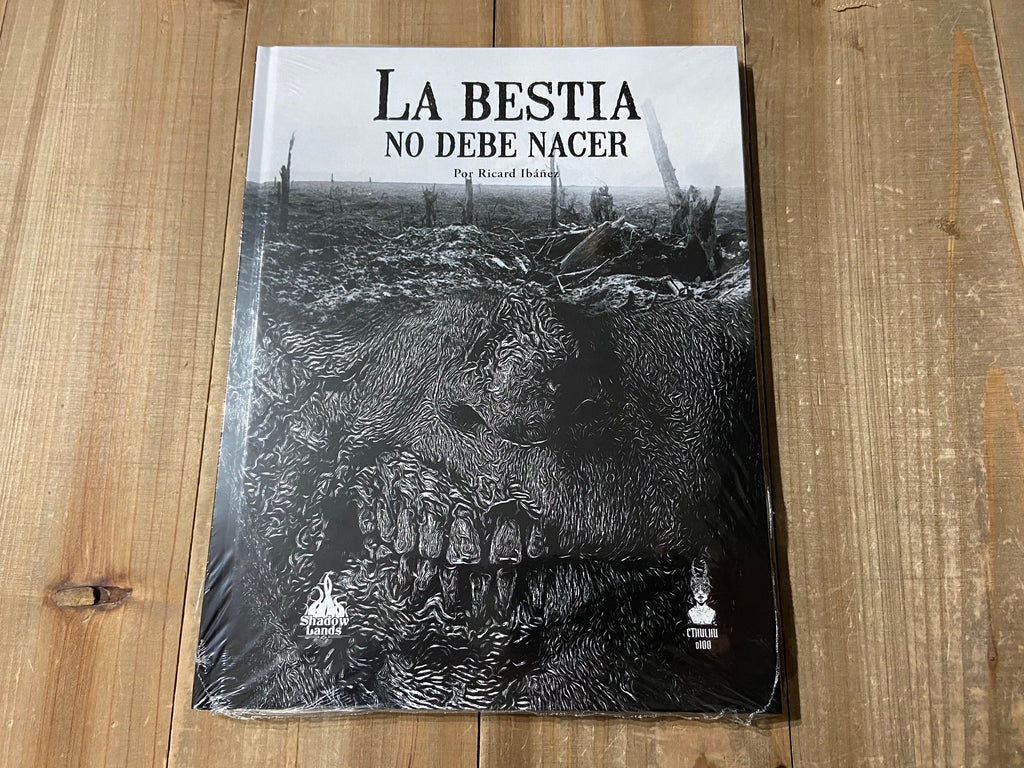 LA BESTIA
NO DEBE NACER
Por Ricard Ibáñez
Shadow
Lands
CTHULHU
d100